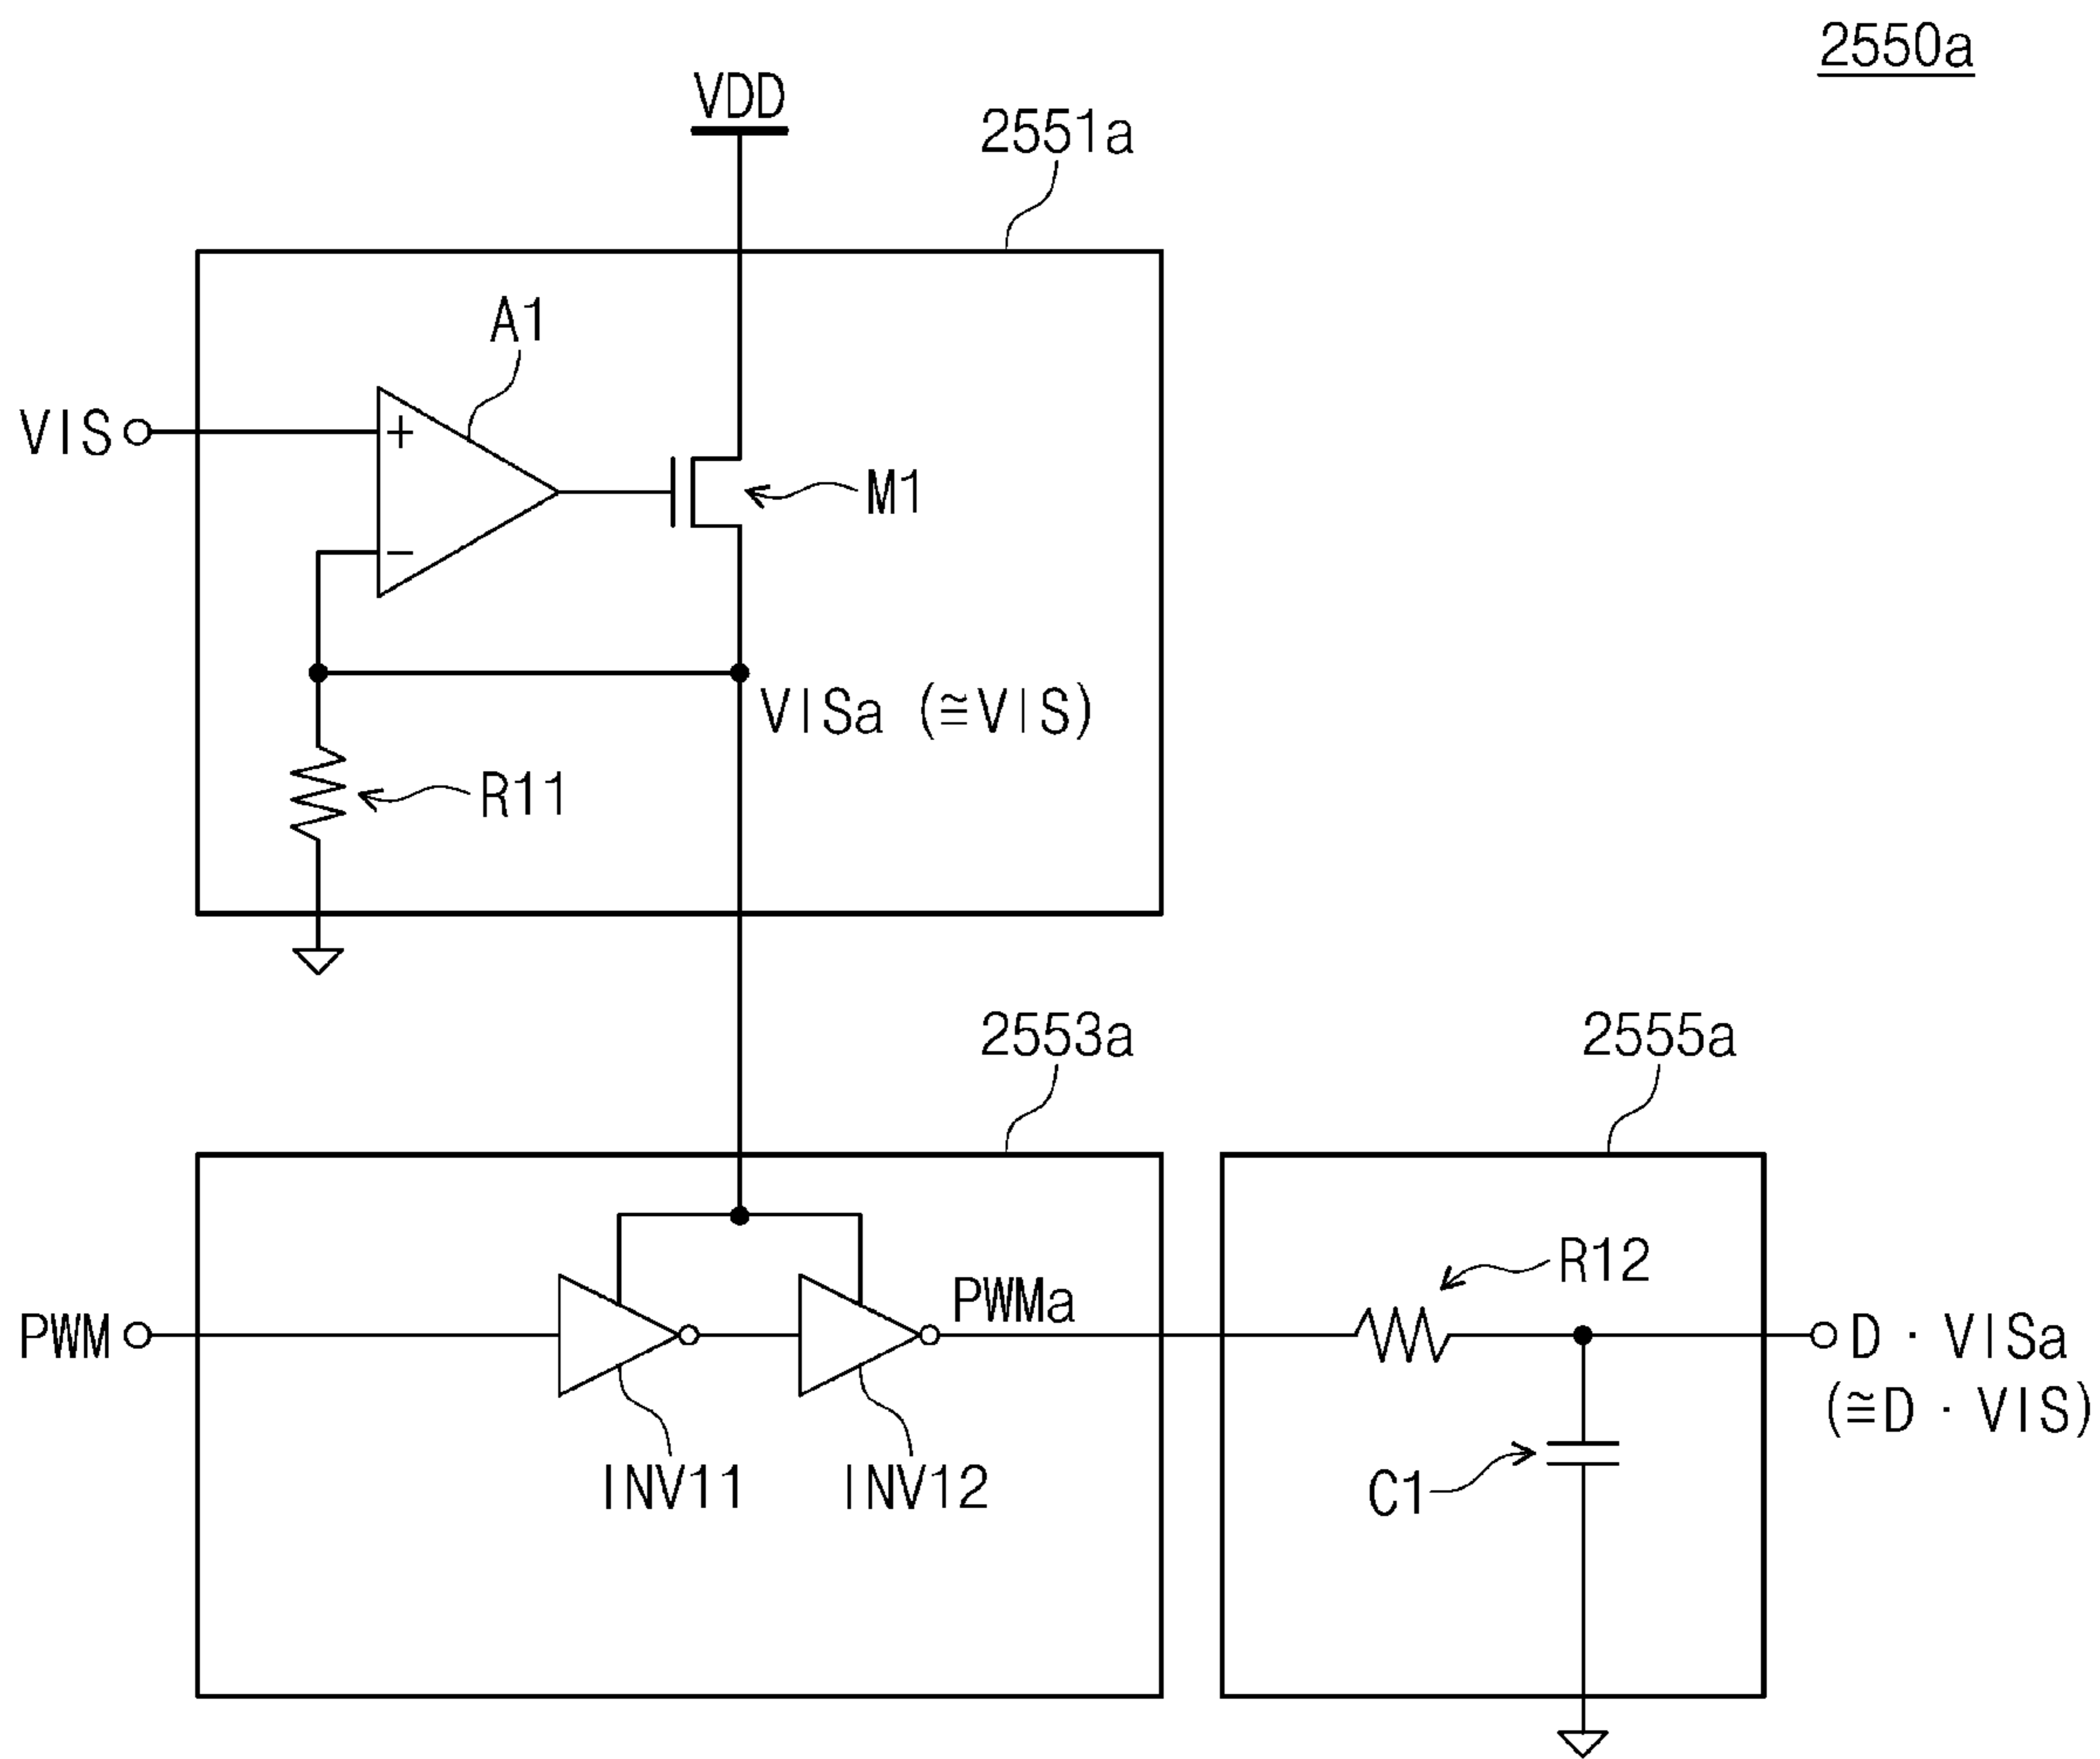 2550a
VDD
2551a
A1
VIS
+
M1
−
VISa (≅VIS)
R11
2553a
2555a
R12
PWMa
PWM
D · VISa
(≅D · VIS)
INV11
INV12
C1